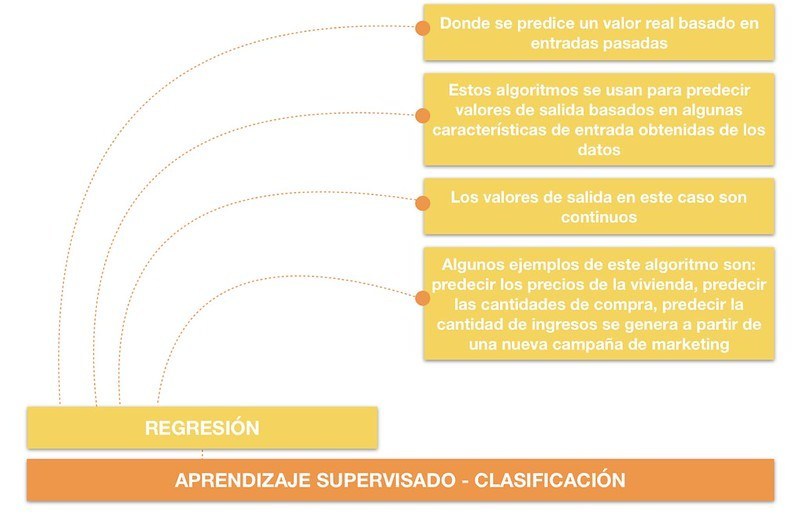 Donde se predice un valor real basado en
entradas pasadas
Estos algoritmos se usan para predecir
valores de salida basados en algunas
características de entrada obtenidas de los
datos
Los valores de salida en este caso son
continuos
Algunos ejemplos de este algoritmo son:
predecir los precios de la vivienda, predecir
las cantidades de compra, predecir la
cantidad de ingresos se genera a partir de
una nueva campaña de marketing
REGRESIÓN
APRENDIZAJE SUPERVISADO - CLASIFICACIÓN